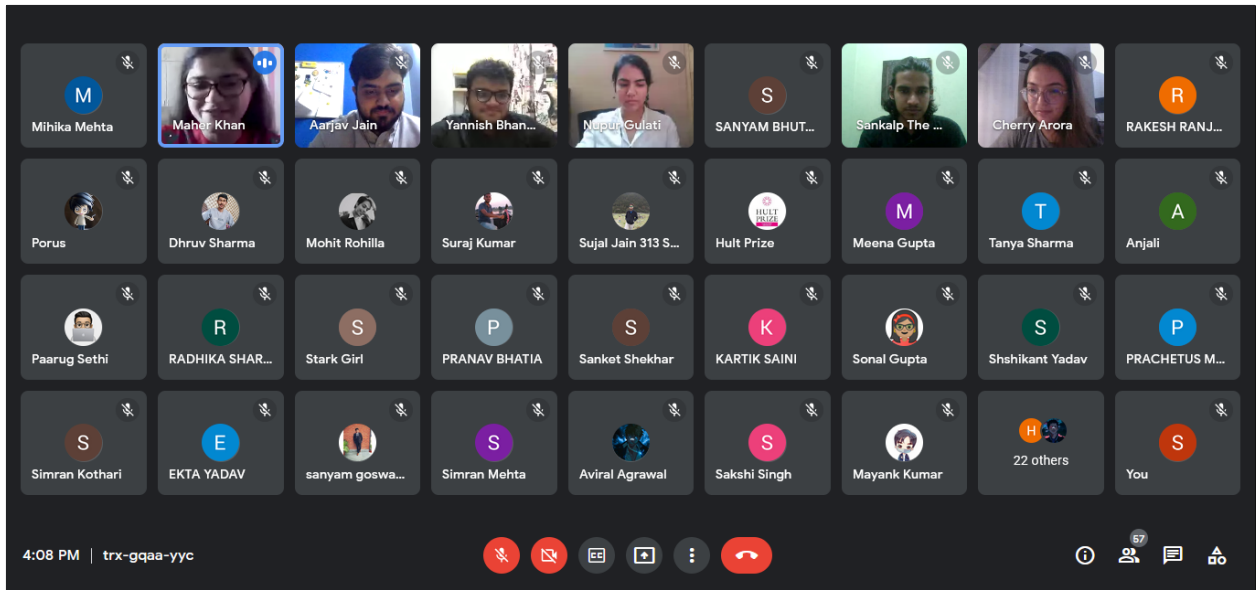 M
Mihika Mehta
Maher Khan
Aarjav Jain
Yannish Bhan...
Nupur Gulati
S
SANYAM BHUT...
Sankalp The ...
Cherry Arora
R
RAKESH RANJ...
Porus
Dhruv Sharma
Mohit Rohilla
Suraj Kumar
Sujal Jain 313 S...
HULT
PRIZE
Hult Prize
M
Meena Gupta
T
Tanya Sharma
A
Anjali
Paarug Sethi
R
RADHIKA SHAR...
S
Stark Girl
P
PRANAV BHATIA
S
Sanket Shekhar
K
KARTIK SAINI
Sonal Gupta
S
Shshikant Yadav
P
PRACHETUS M...
S
Simran Kothari
E
EKTA YADAV
sanyam goswa...
S
Simran Mehta
Aviral Agrawal
S
Sakshi Singh
Mayank Kumar
H
22 others
S
You
4:08 PM | trx-gqaa-yyc
CC
57